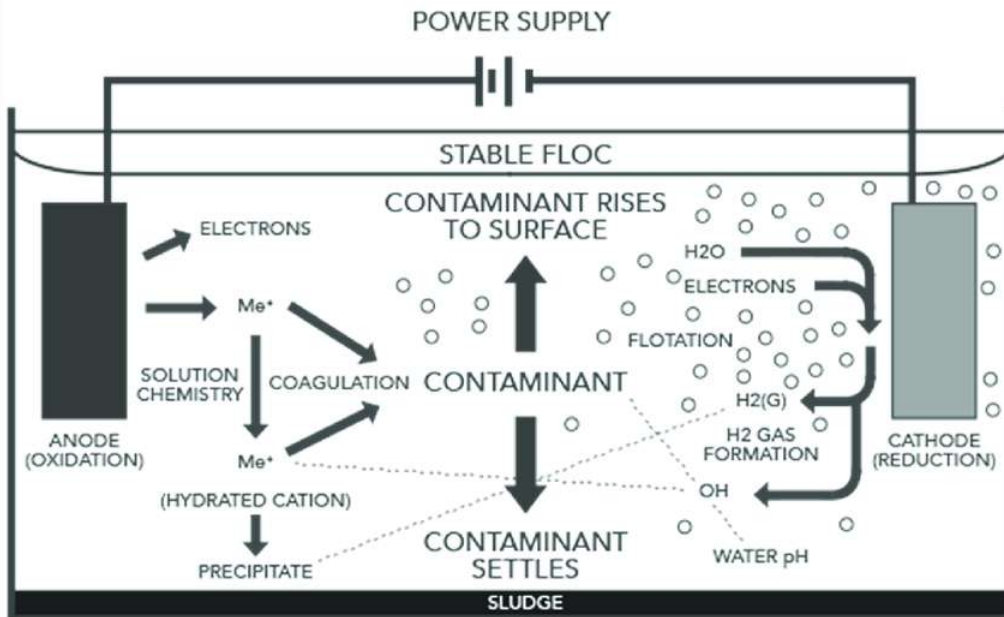 POWER SUPPLY
STABLE FLOC
CONTAMINANT RISES
TO SURFACE
ELECTRONS
H2O
ELECTRONS
Me⁺
FLOTATION
SOLUTION
CHEMISTRY
COAGULATION
CONTAMINANT
H2(G)
ANODE
(OXIDATION)
H2 GAS
FORMATION
CATHODE
(REDUCTION)
Me⁺
(HYDRATED CATION)
OH
CONTAMINANT
SETTLES
WATER pH
PRECIPITATE
SLUDGE